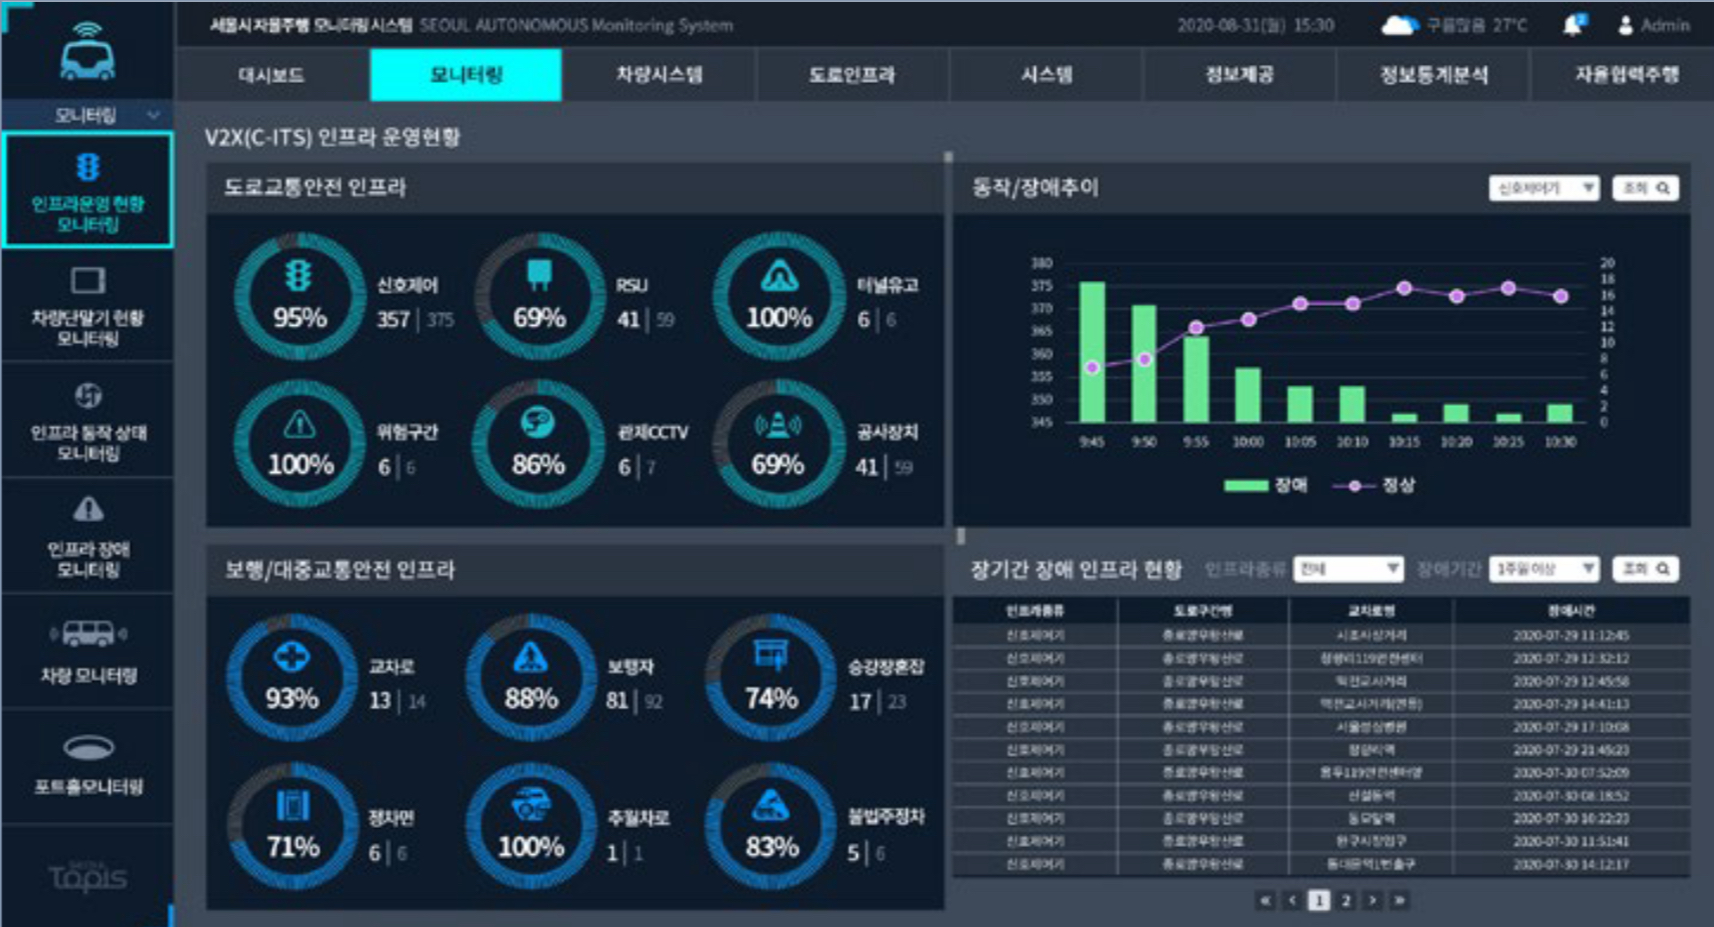 서울시 자율주행 모니터링 시스템 SEOUL AUTONOMOUS Monitoring System
2020-08-31(월) 15:30
구름많음 27°C
2
Admin
대시보드
모니터링
차량시스템
도로인프라
시스템
정보제공
정보통계분석
자율협력주행
모니터링
인프라운영 현황
모니터링
차량단말기 현황
모니터링
인프라 동작 상태
모니터링
인프라 장애
모니터링
차량 모니터링
포트홀모니터링
SEOUL
Topis
V2X(C-ITS) 인프라 운영현황
도로교통안전 인프라
95%
신호제어
357 | 375
69%
RSU
41 | 59
100%
터널유고
6 | 6
100%
위험구간
6 | 6
86%
관제CCTV
6 | 7
69%
공사장치
41 | 59
동작/장애추이
신호제어기
조회
380
375
370
365
360
355
350
345
20
18
16
14
12
10
8
6
4
2
0
9:45 9:50 9:55 10:00 10:05 10:10 10:15 10:20 10:25 10:30
장애 정상
보행/대중교통안전 인프라
93%
교차로
13 | 14
88%
보행자
81 | 92
74%
승강장혼잡
17 | 23
71%
정차면
6 | 6
100%
추월차로
1 | 1
83%
불법주정차
5 | 6
장기간 장애 인프라 현황
인프라종류 전체
장애기간 1주일 이상
조회
인프라종류 도로구간명 교차로명 장애시간
신호제어기 2020-07-29 11:12:45
신호제어기 2020-07-29 12:32:12
신호제어기 2020-07-29 12:45:58
신호제어기 2020-07-29 14:41:13
신호제어기 2020-07-29 17:10:08
신호제어기 청량리역 2020-07-29 21:45:23
신호제어기 2020-07-30 07:52:09
신호제어기 신설동역 2020-07-30 08:18:52
신호제어기 동묘앞역 2020-07-30 10:22:23
신호제어기 2020-07-30 11:51:41
신호제어기 2020-07-30 14:12:17
« < 1 2 > »